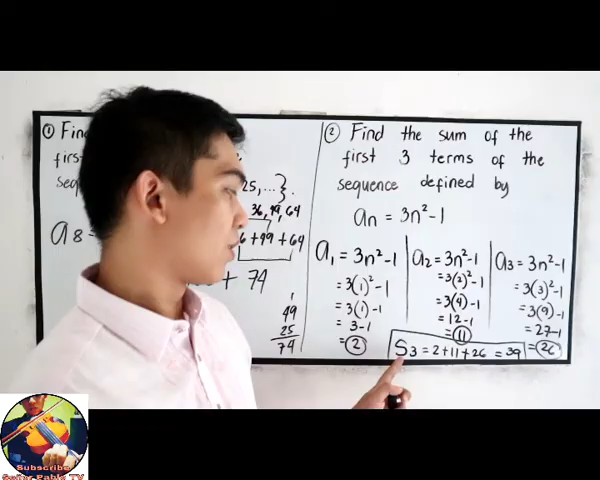 ① Fin
firs
seq
25, ...}.
36, 49, 64
a8 =
6 + 49 + 64
+ 74
1
49
25
74
② Find the sum of the
first 3 terms of the
sequence defined by
an = 3n² - 1
a1 = 3n² - 1
= 3(1)² - 1
= 3(1) - 1
= 3 - 1
= 2
a2 = 3n² - 1
= 3(2)² - 1
= 3(4) - 1
= 12 - 1
= 11
a3 = 3n² - 1
= 3(3)² - 1
= 3(9) - 1
= 27 - 1
= 26
S3 = 2 + 11 + 26 = 39
Subscribe
Señor Pablo TV